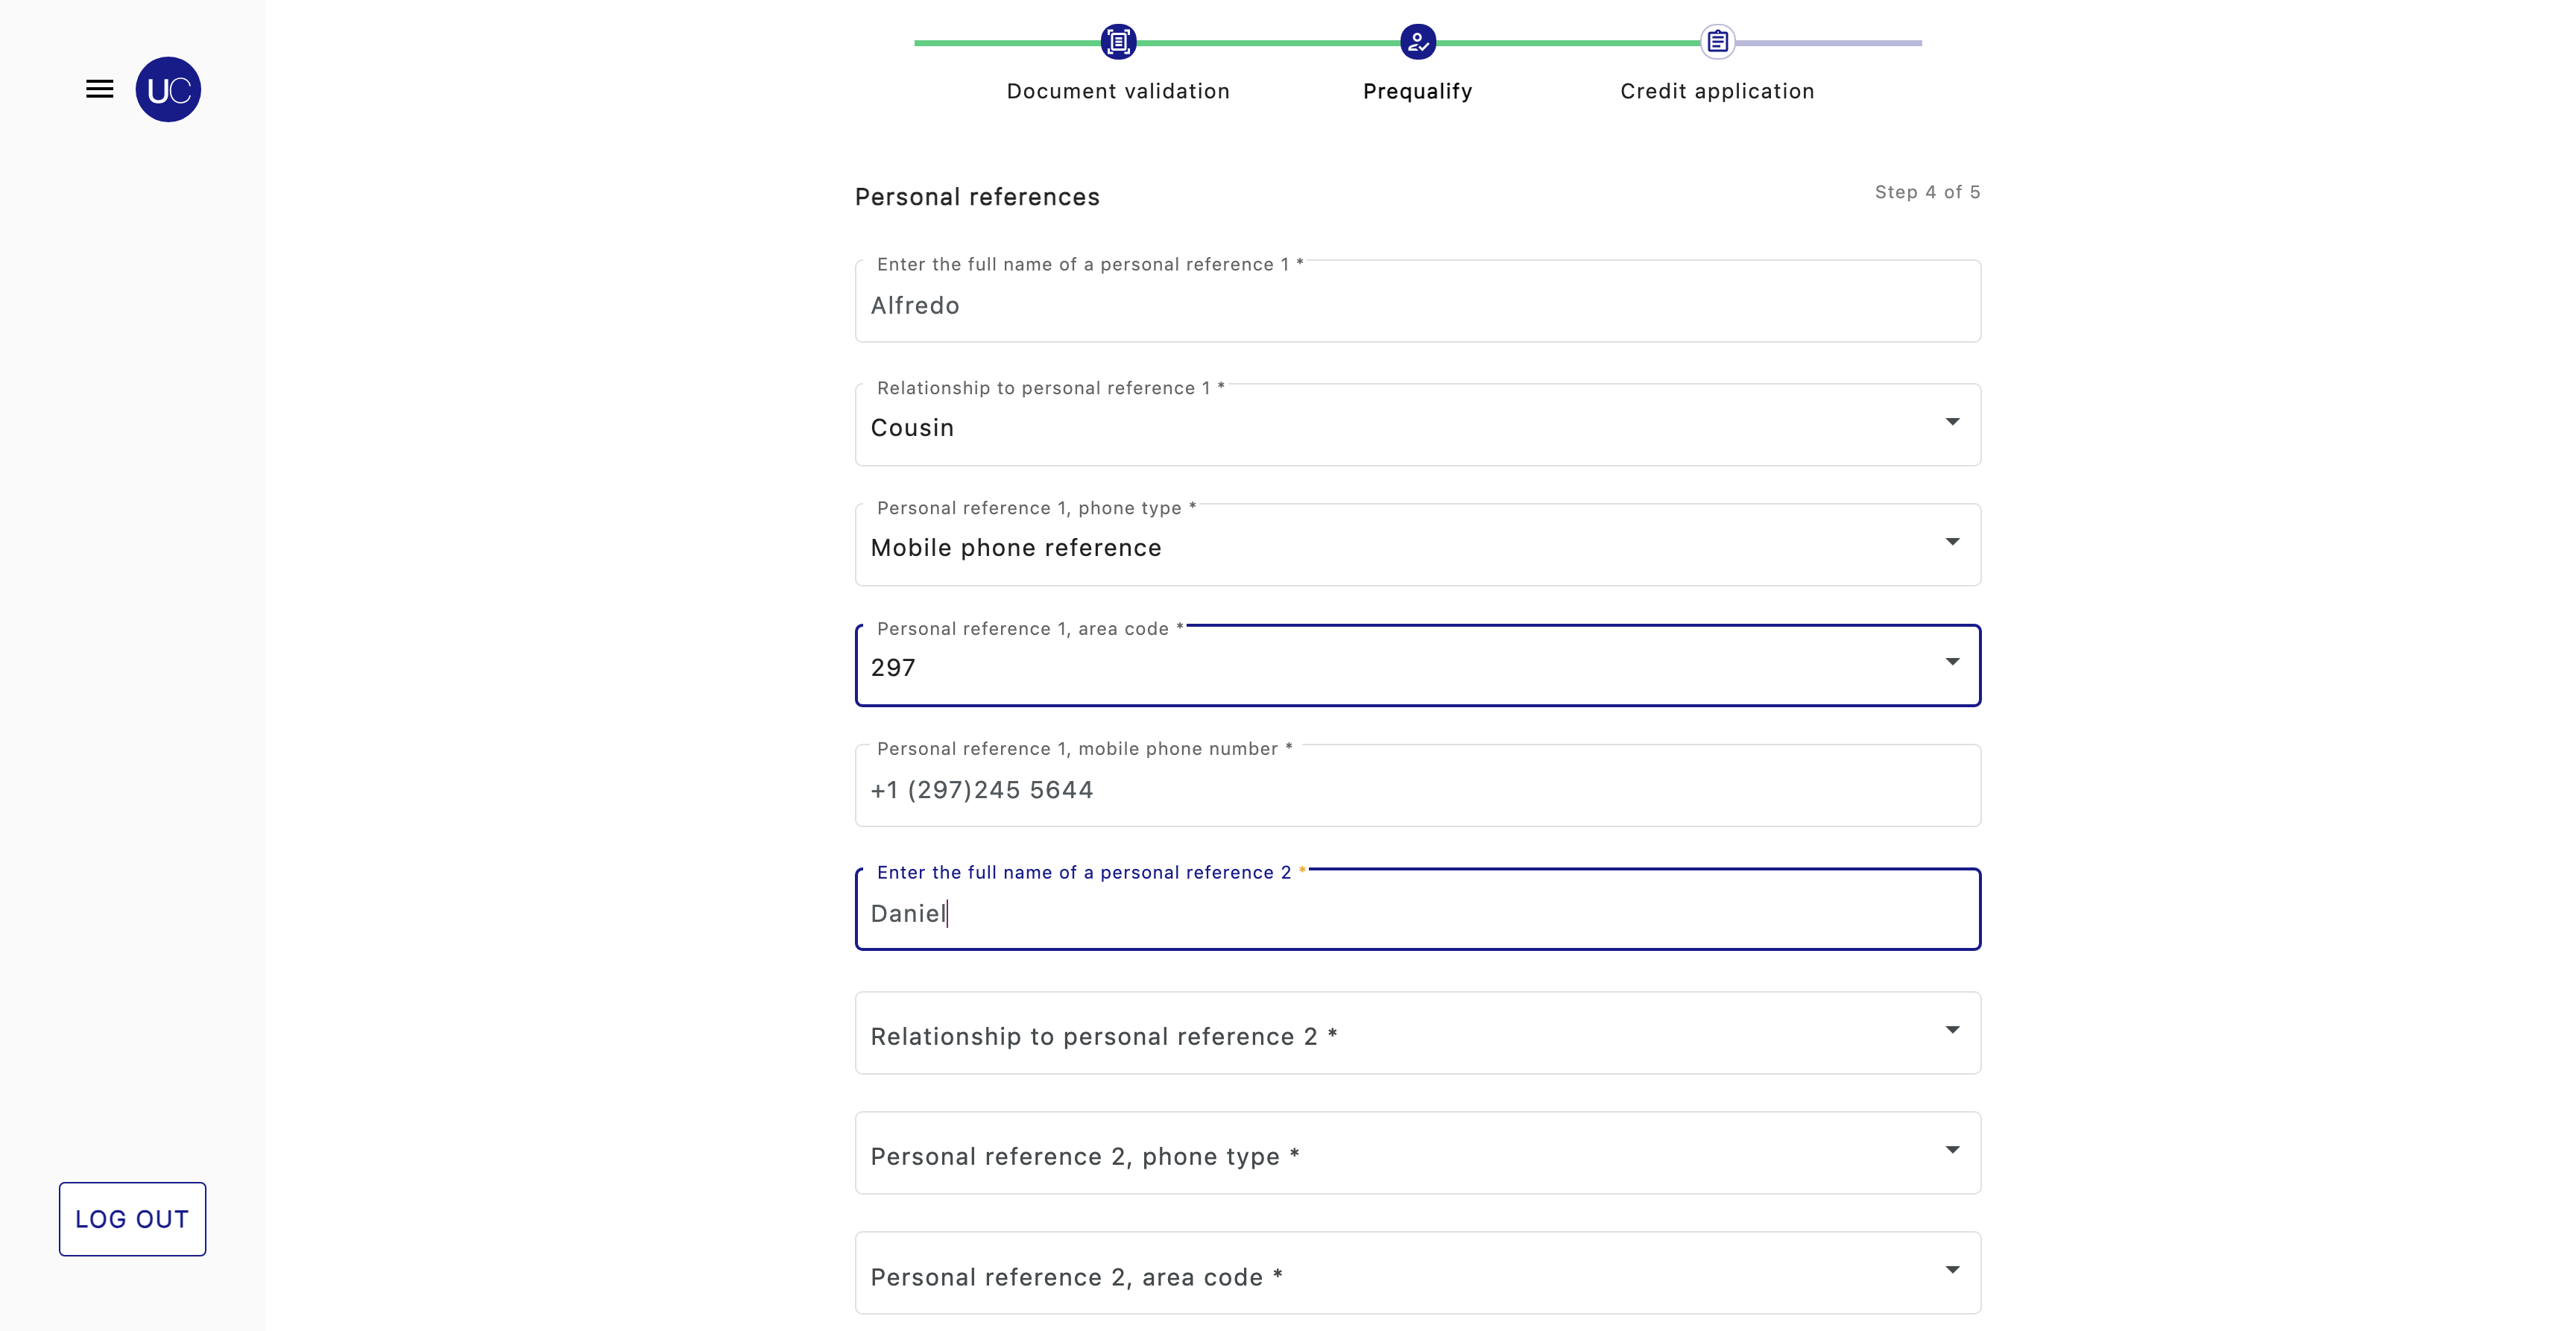 UC
Document validation
Prequalify
Credit application
Personal references
Step 4 of 5
Enter the full name of a personal reference 1 *
Alfredo
Relationship to personal reference 1 *
Cousin
Personal reference 1, phone type *
Mobile phone reference
Personal reference 1, area code *
297
Personal reference 1, mobile phone number *
+1 (297)245 5644
Enter the full name of a personal reference 2 *
Daniel
Relationship to personal reference 2 *
Personal reference 2, phone type *
Personal reference 2, area code *
LOG OUT